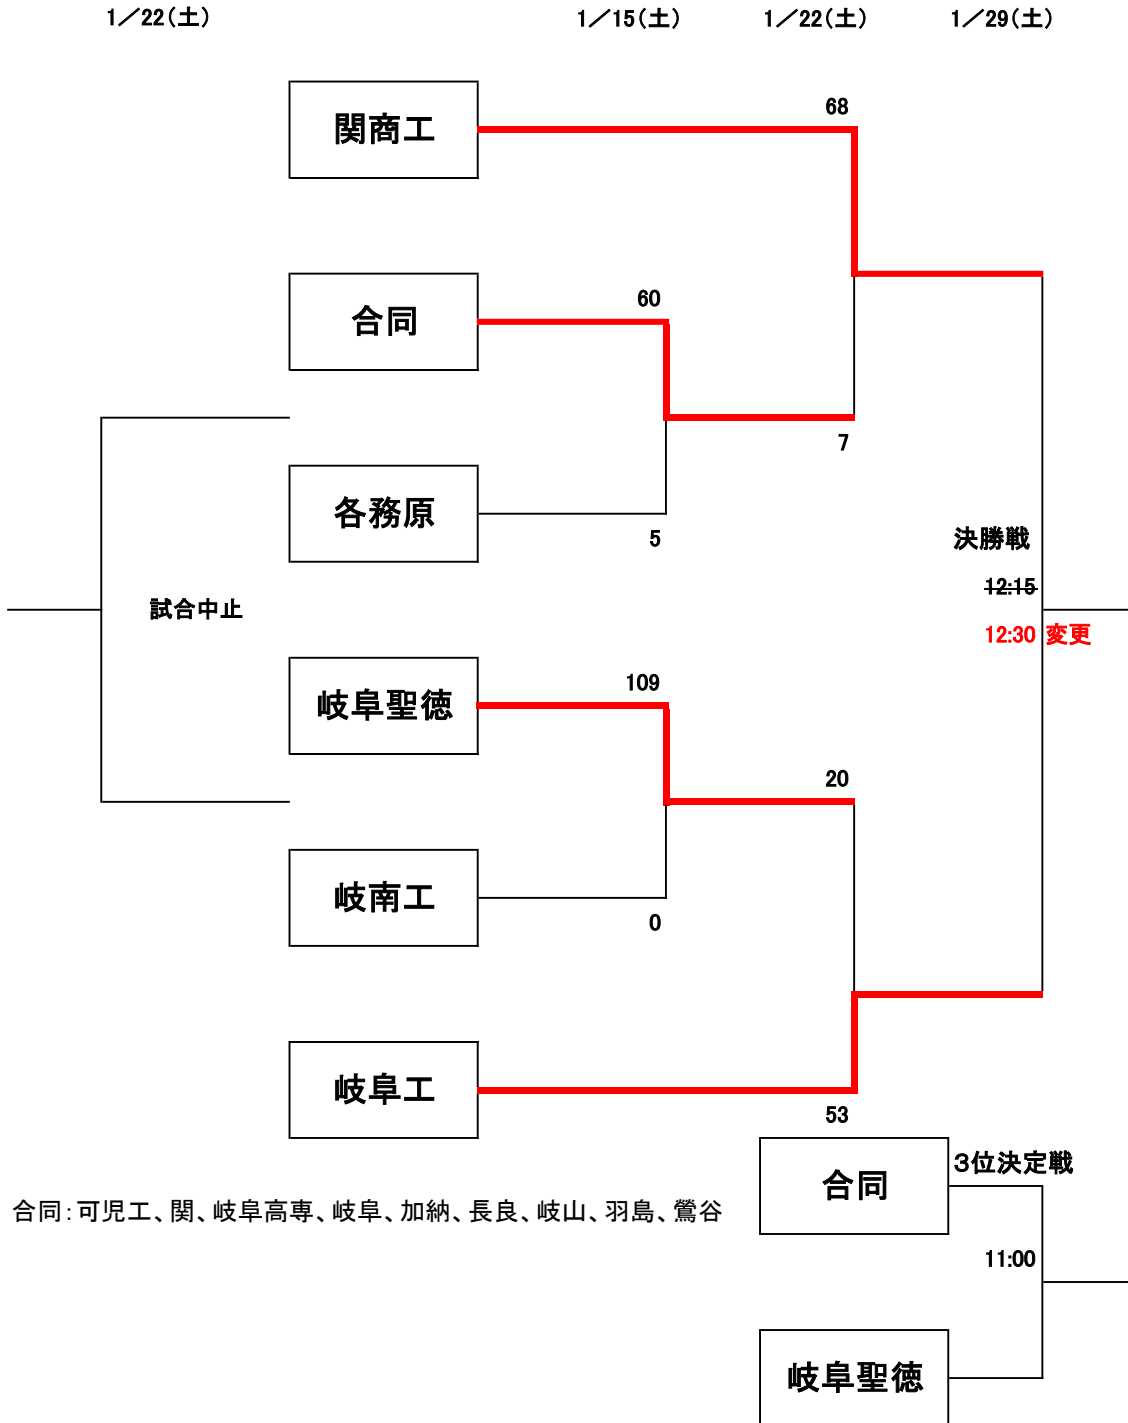 1／22(土) 1／15(土) 1／22(土) 1／29(土)
68
関商工
60
合同
7
各務原
5
決勝戦
12:15
試合中止
12:30 変更
109
岐阜聖徳
20
岐南工
0
岐阜工
53
3位決定戦
合同
合同:可児工、関、岐阜高専、岐阜、加納、長良、岐山、羽島、鶯谷
11:00
岐阜聖徳